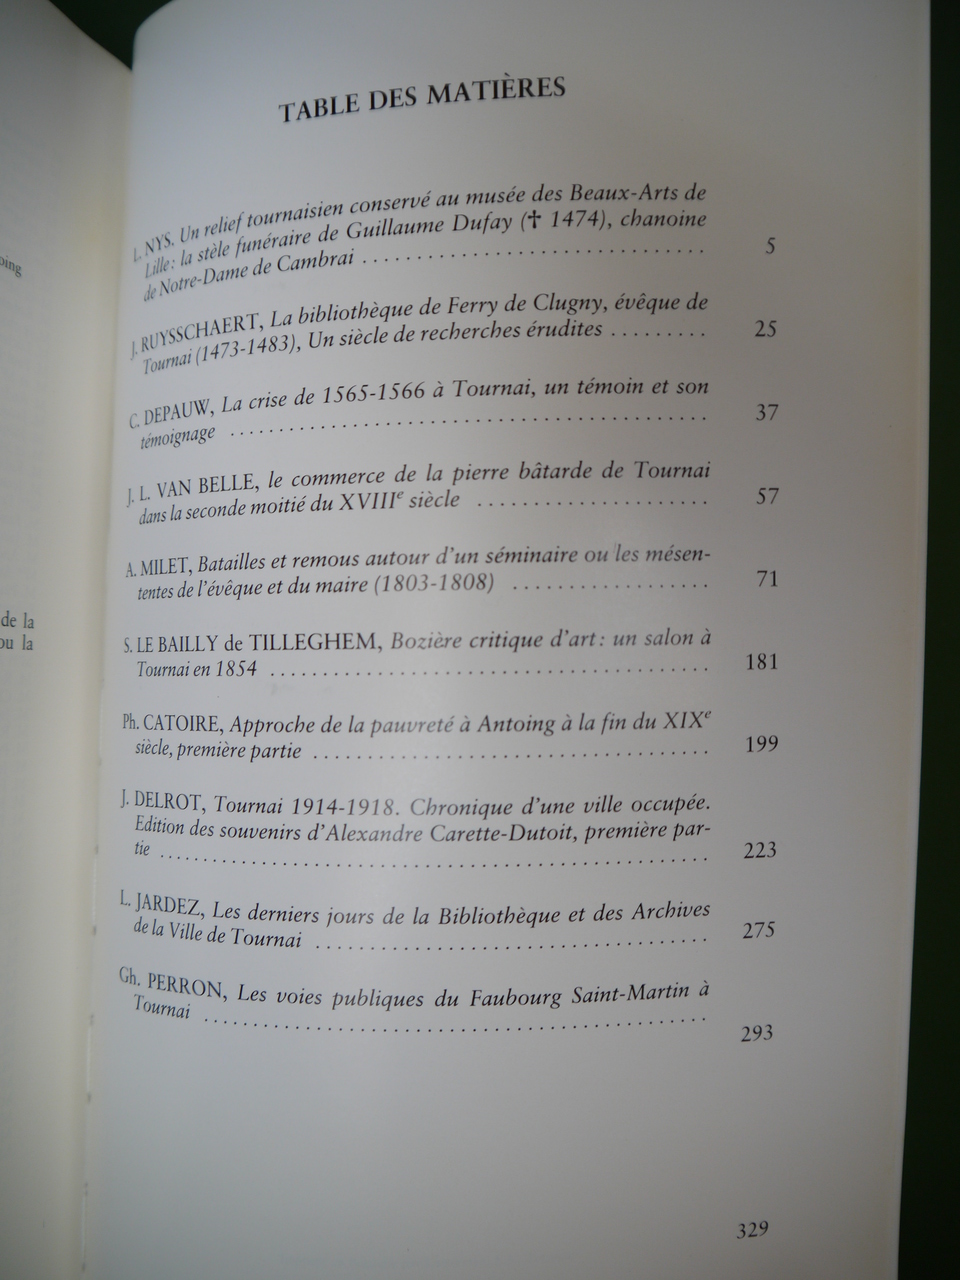 TABLE DES MATIÈRES
L. NYS. Un relief tournaisien conservé au musée des Beaux-Arts de
Lille: la stèle funéraire de Guillaume Dufay († 1474), chanoine
de Notre-Dame de Cambrai . . . . . . . . . . . . . . . . . . . . . . . . . . . . 5
J. RUYSSCHAERT, La bibliothèque de Ferry de Clugny, évêque de
Tournai (1473-1483), Un siècle de recherches érudites . . . . . . . . . 25
C. DEPAUW, La crise de 1565-1566 à Tournai, un témoin et son
témoignage . . . . . . . . . . . . . . . . . . . . . . . . . . . . . . . . . . . . . . 37
J. L. VAN BELLE, le commerce de la pierre bâtarde de Tournai
dans la seconde moitié du XVIIIe siècle . . . . . . . . . . . . . . . . . . . 57
A. MILET, Batailles et remous autour d'un séminaire ou les mésen-
tentes de l'évêque et du maire (1803-1808) . . . . . . . . . . . . . . . . 71
S. LE BAILLY de TILLEGHEM, Bozière critique d'art: un salon à
Tournai en 1854 . . . . . . . . . . . . . . . . . . . . . . . . . . . . . . . . . . . 181
Ph. CATOIRE, Approche de la pauvreté à Antoing à la fin du XIXe
siècle, première partie . . . . . . . . . . . . . . . . . . . . . . . . . . . . . . . 199
J. DELROT, Tournai 1914-1918. Chronique d'une ville occupée.
Edition des souvenirs d'Alexandre Carette-Dutoit, première par-
tie . . . . . . . . . . . . . . . . . . . . . . . . . . . . . . . . . . . . . . . . . . . . . 223
L. JARDEZ, Les derniers jours de la Bibliothèque et des Archives
de la Ville de Tournai . . . . . . . . . . . . . . . . . . . . . . . . . . . . . . . 275
Gh. PERRON, Les voies publiques du Faubourg Saint-Martin à
Tournai . . . . . . . . . . . . . . . . . . . . . . . . . . . . . . . . . . . . . . . . . 293
329
de la
ou la